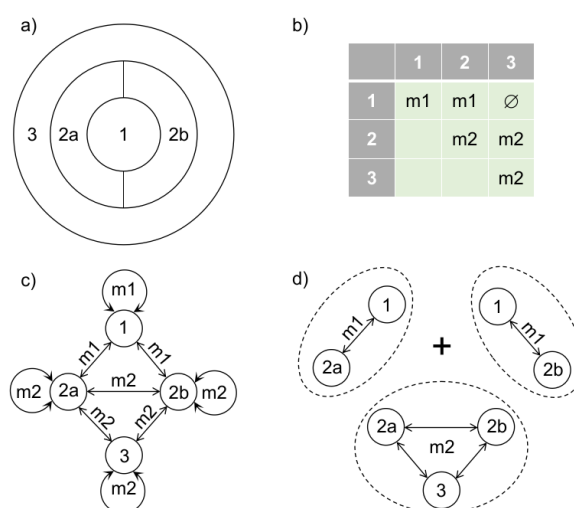 a)
3 2a 1 2b
b)
1 2 3
1 m1 m1 ∅
2 m2 m2
3 m2
c)
m1
1
m1 m1
m2 2a m2 2b m2
m2 m2
3
m2
d)
1
m1
2a
+
1
m1
2b
2a 2b
m2
3